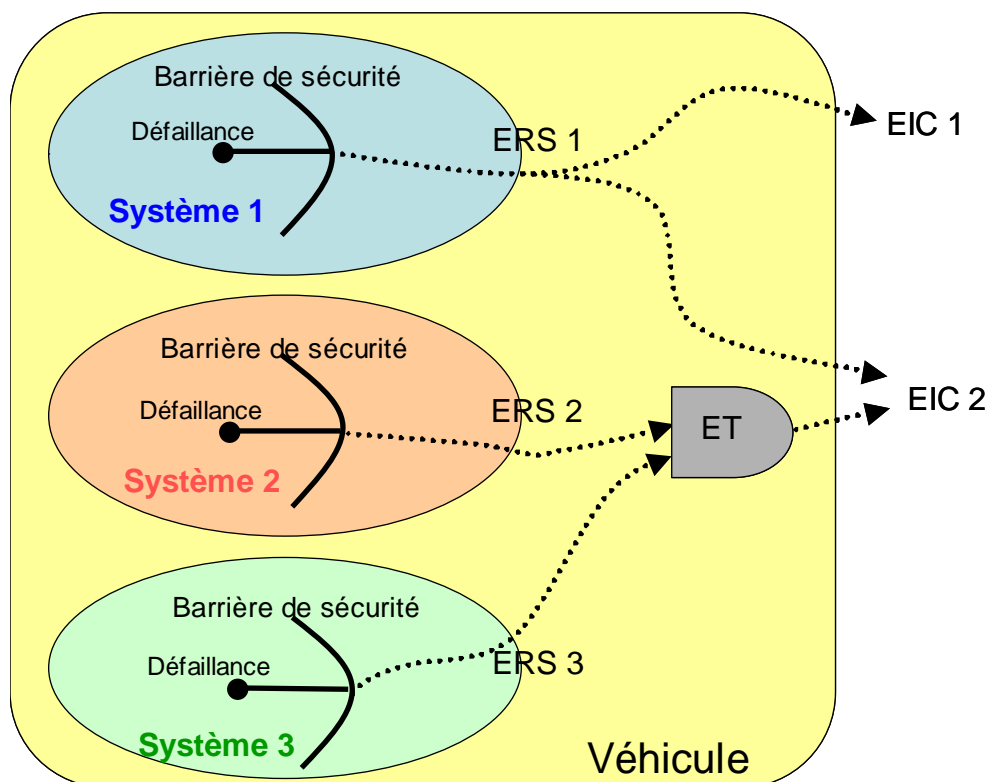 Barrière de sécurité
Défaillance
ERS 1
EIC 1
Système 1
Barrière de sécurité
Défaillance
ERS 2
ET
EIC 2
Système 2
Barrière de sécurité
Défaillance
ERS 3
Système 3
Véhicule